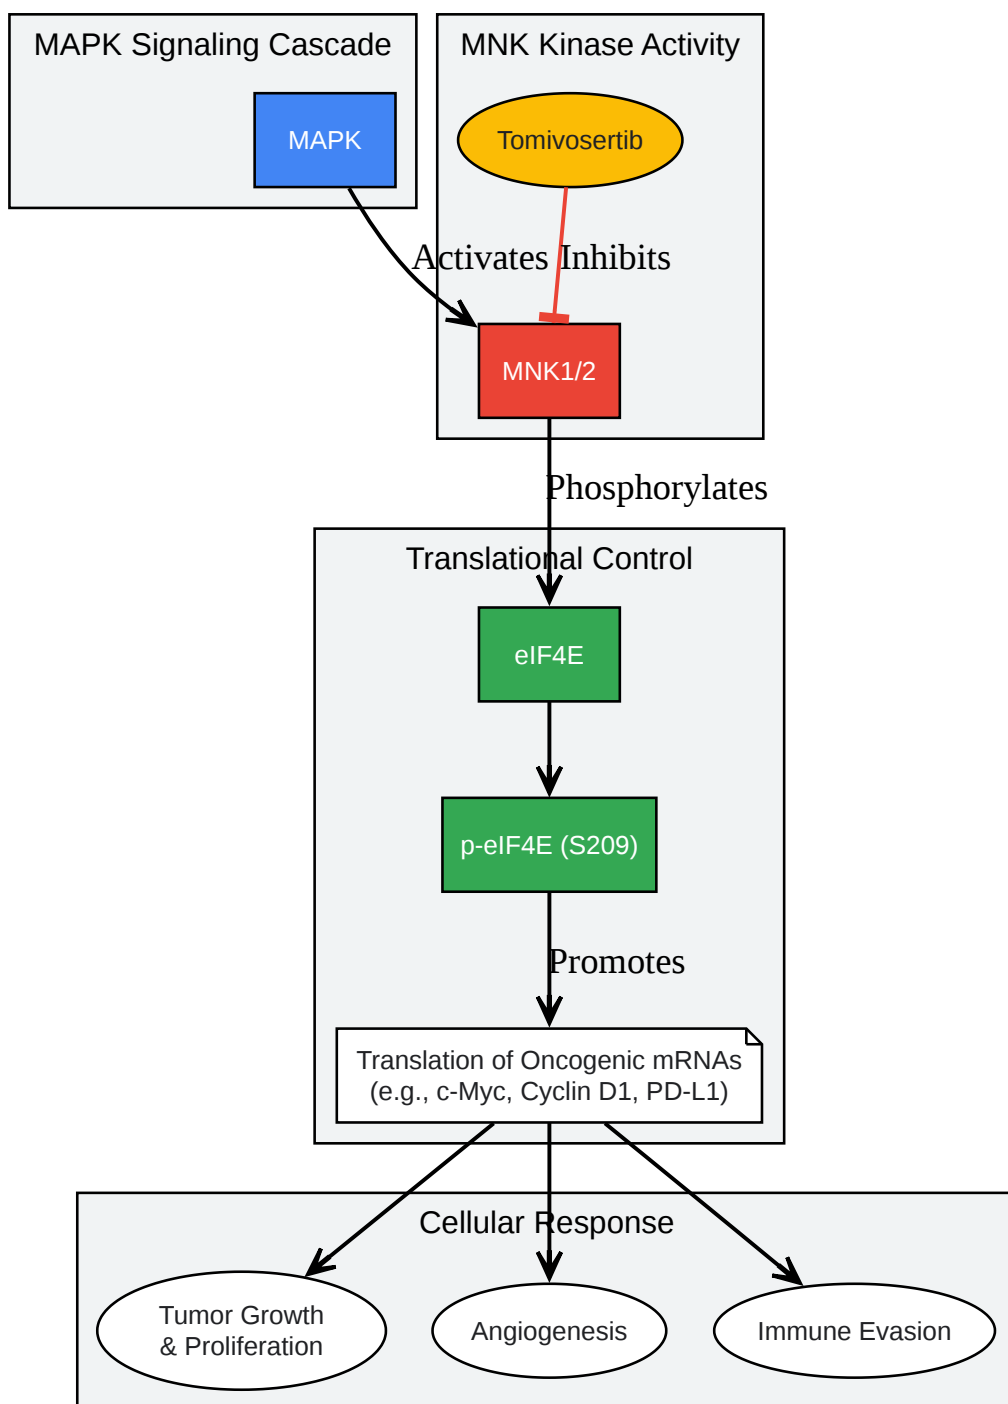 MAPK Signaling Cascade
MNK Kinase Activity
MAPK
Tomivosertib
Activates
Inhibits
MNK1/2
Phosphorylates
Translational Control
eIF4E
p-eIF4E (S209)
Promotes
Translation of Oncogenic mRNAs
(e.g., c-Myc, Cyclin D1, PD-L1)
Cellular Response
Tumor Growth
& Proliferation
Angiogenesis
Immune Evasion